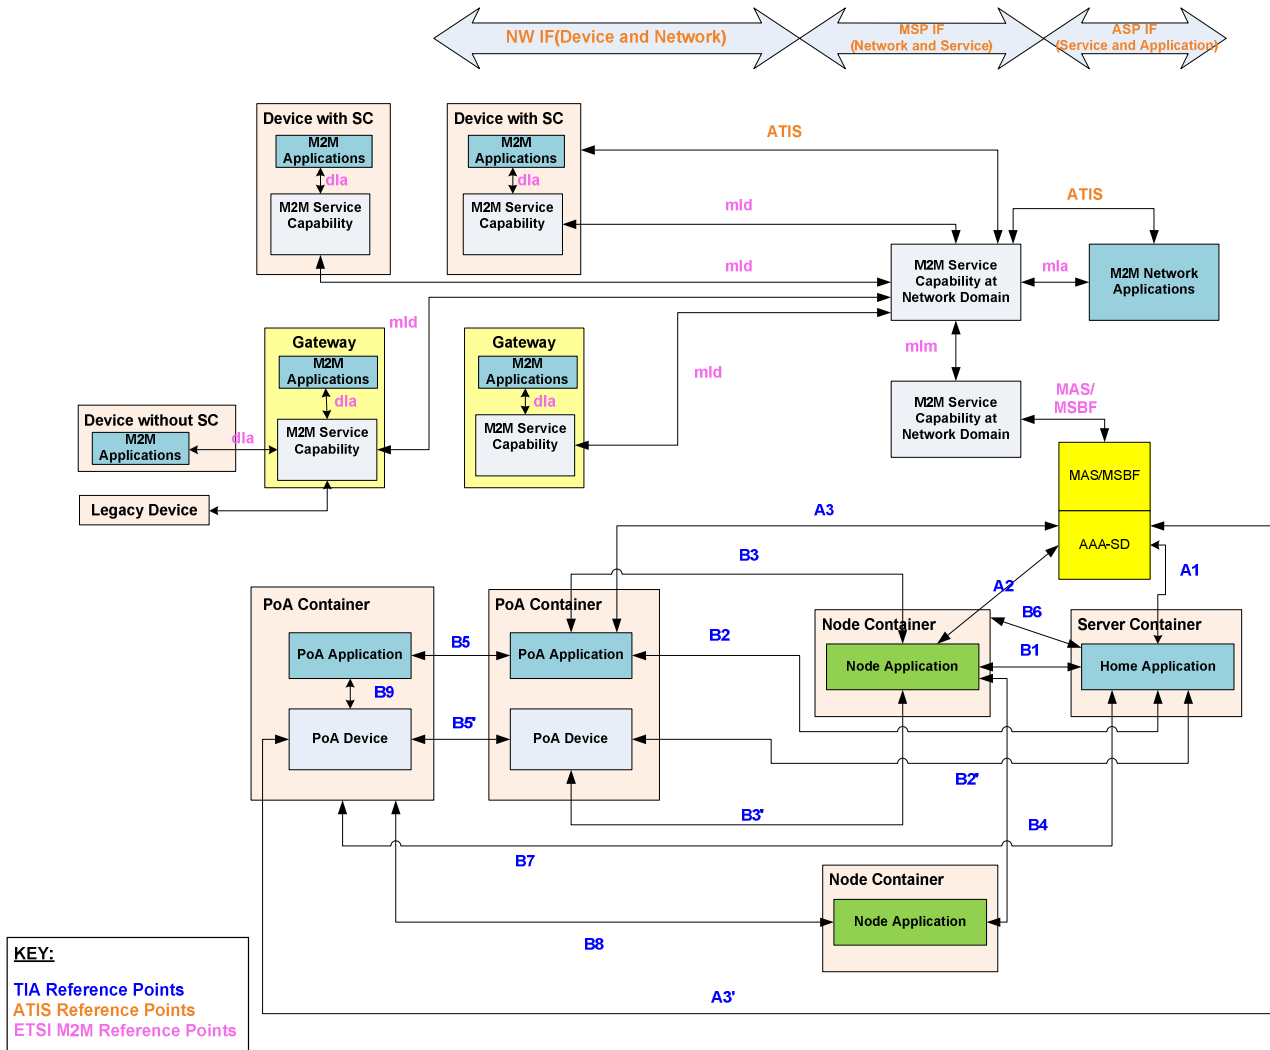 NW IF(Device and Network)
MSP IF
(Network and Service)
ASP IF
(Service and Application)
Device with SC
M2M
Applications
dIa
M2M Service
Capability
Device with SC
M2M
Applications
dIa
M2M Service
Capability
ATIS
ATIS
mId
mId
M2M Service
Capability at
Network Domain
mIa
M2M Network
Applications
mId
mId
mIm
Gateway
M2M
Applications
dIa
M2M Service
Capability
Gateway
M2M
Applications
dIa
M2M Service
Capability
M2M Service
Capability at
Network Domain
MAS/
MSBF
Device without SC
M2M
Applications
dIa
Legacy Device
MAS/MSBF
AAA-SD
A3
B3
A2
A1
PoA Container
PoA Application
B9
PoA Device
B5
B5'
PoA Container
PoA Application
PoA Device
B2
Node Container
Node Application
B6
B1
Server Container
Home Application
B2'
B3'
B4
B7
Node Container
Node Application
B8
A3'
KEY:
TIA Reference Points
ATIS Reference Points
ETSI M2M Reference Points